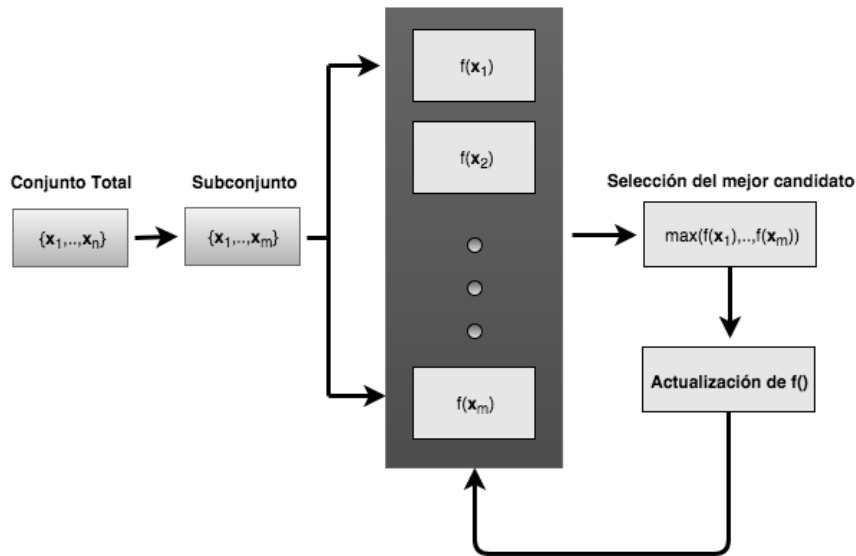 Conjunto Total
{x₁,..,xₙ}
Subconjunto
{x₁,..,xₘ}
f(x₁)
f(x₂)
f(xₘ)
Selección del mejor candidato
max(f(x₁),..,f(xₘ))
Actualización de f()